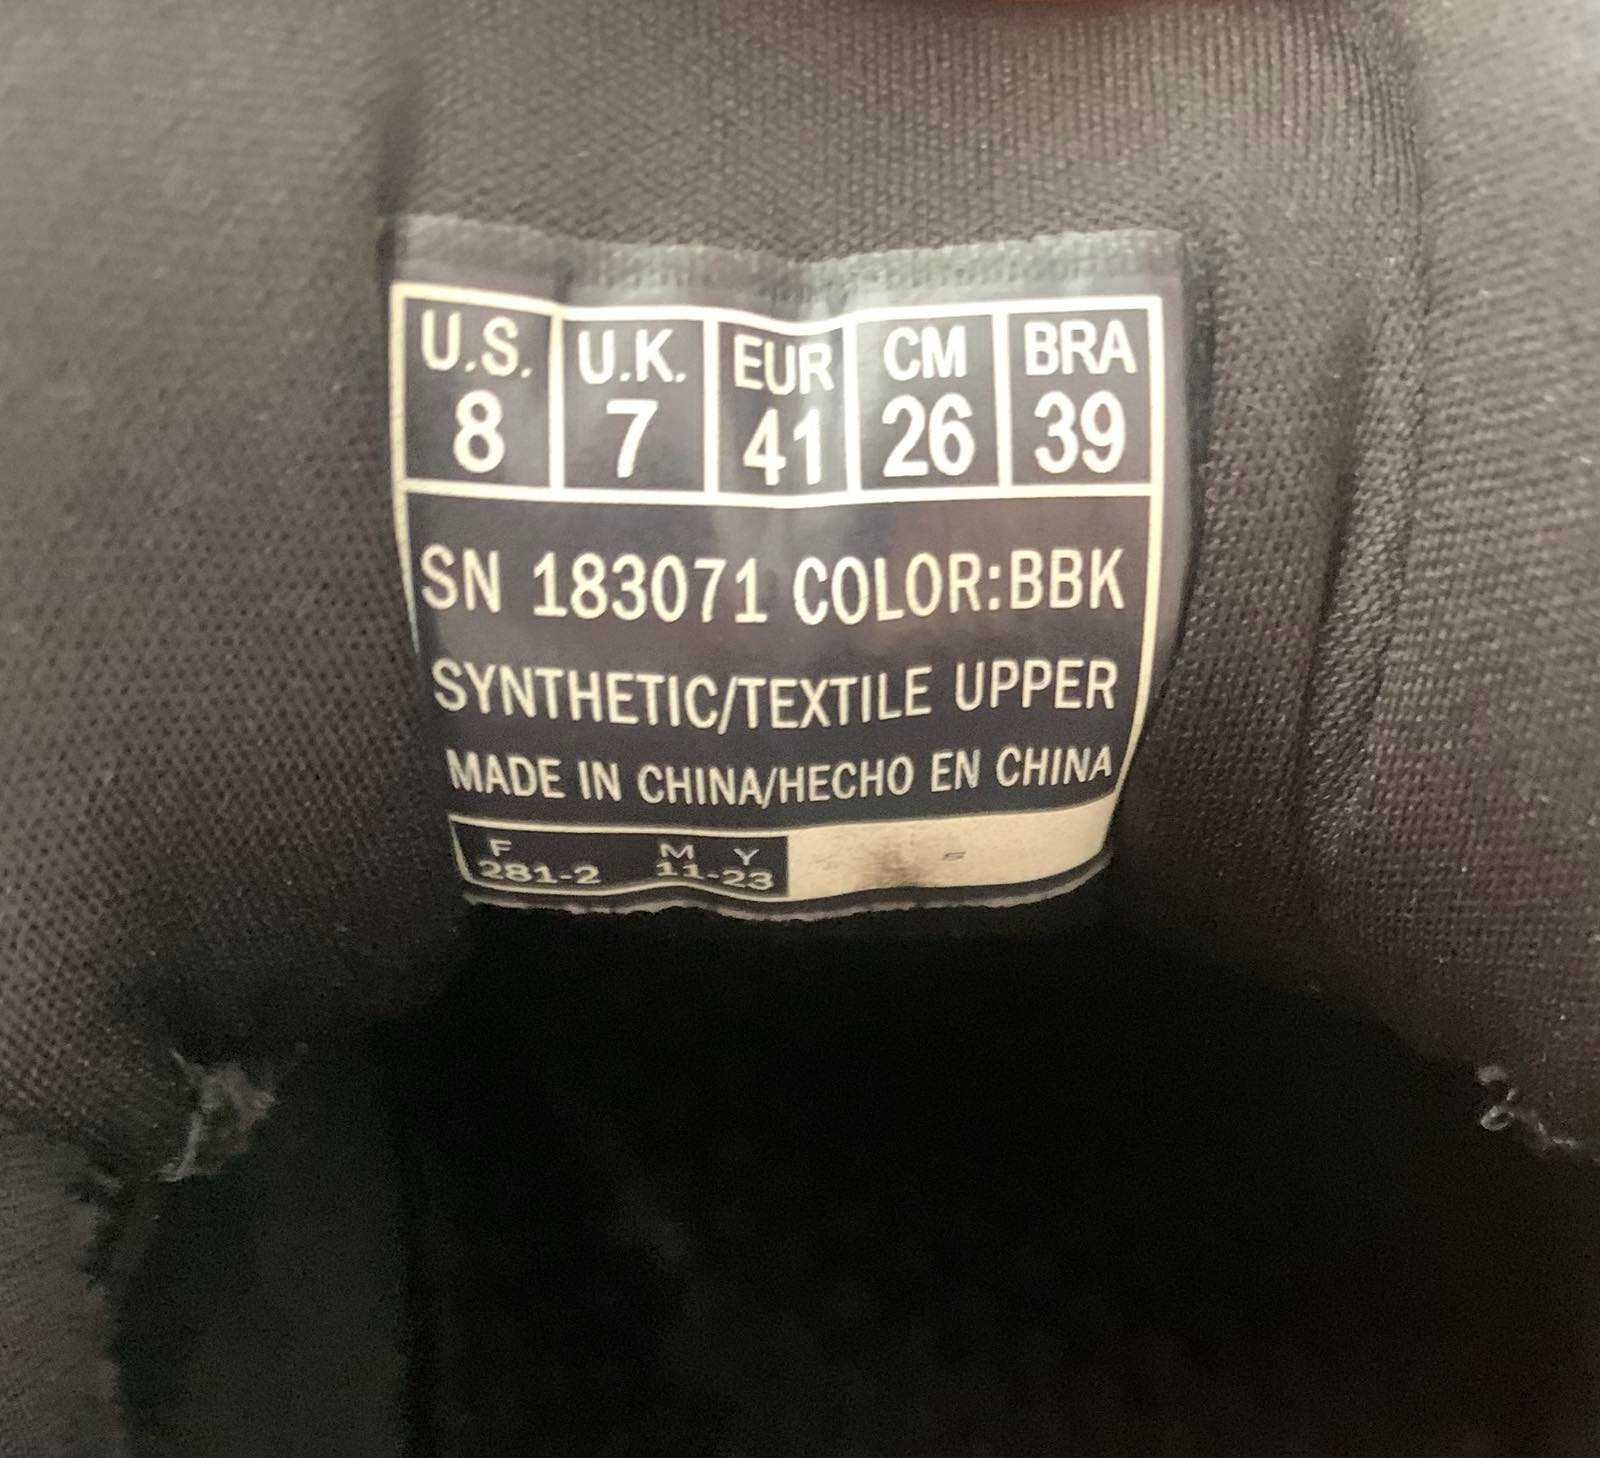 U.S. U.K. EUR CM BRA
8 7 41 26 39
SN 183071 COLOR:BBK
SYNTHETIC/TEXTILE UPPER
MADE IN CHINA/HECHO EN CHINA
F M Y
281-2 11-23